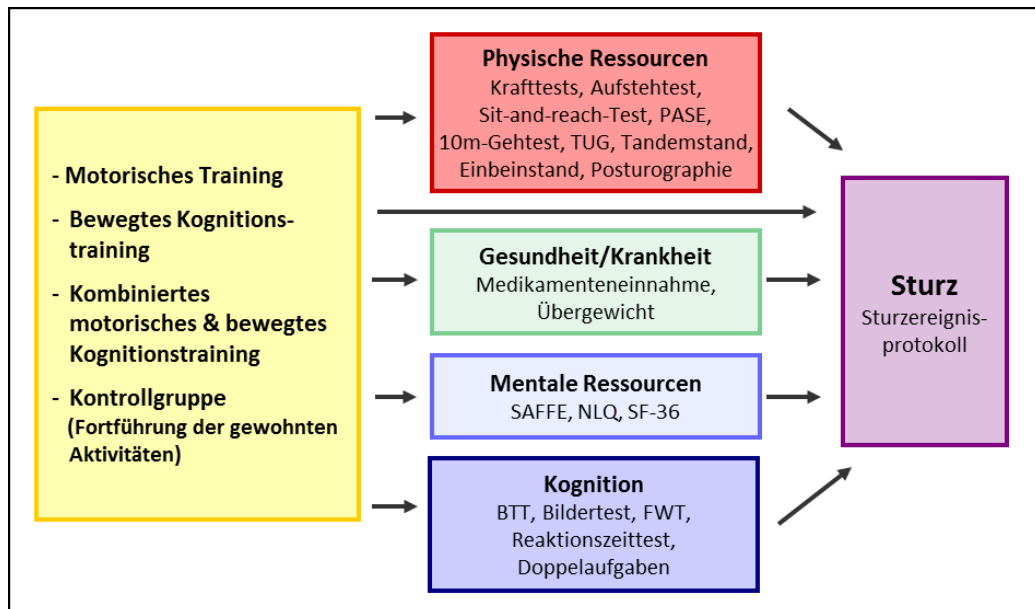 - Motorisches Training
- Bewegtes Kognitions-
training
- Kombiniertes
motorisches & bewegtes
Kognitionstraining
- Kontrollgruppe
(Fortführung der gewohnten
Aktivitäten)
Physische Ressourcen
Krafttests, Aufstehtest,
Sit-and-reach-Test, PASE,
10m-Gehtest, TUG, Tandemstand,
Einbeinstand, Posturographie
Gesundheit/Krankheit
Medikamenteneinnahme,
Übergewicht
Mentale Ressourcen
SAFFE, NLQ, SF-36
Kognition
BTT, Bildertest, FWT,
Reaktionszeittest,
Doppelaufgaben
Sturz
Sturzereignis-
protokoll